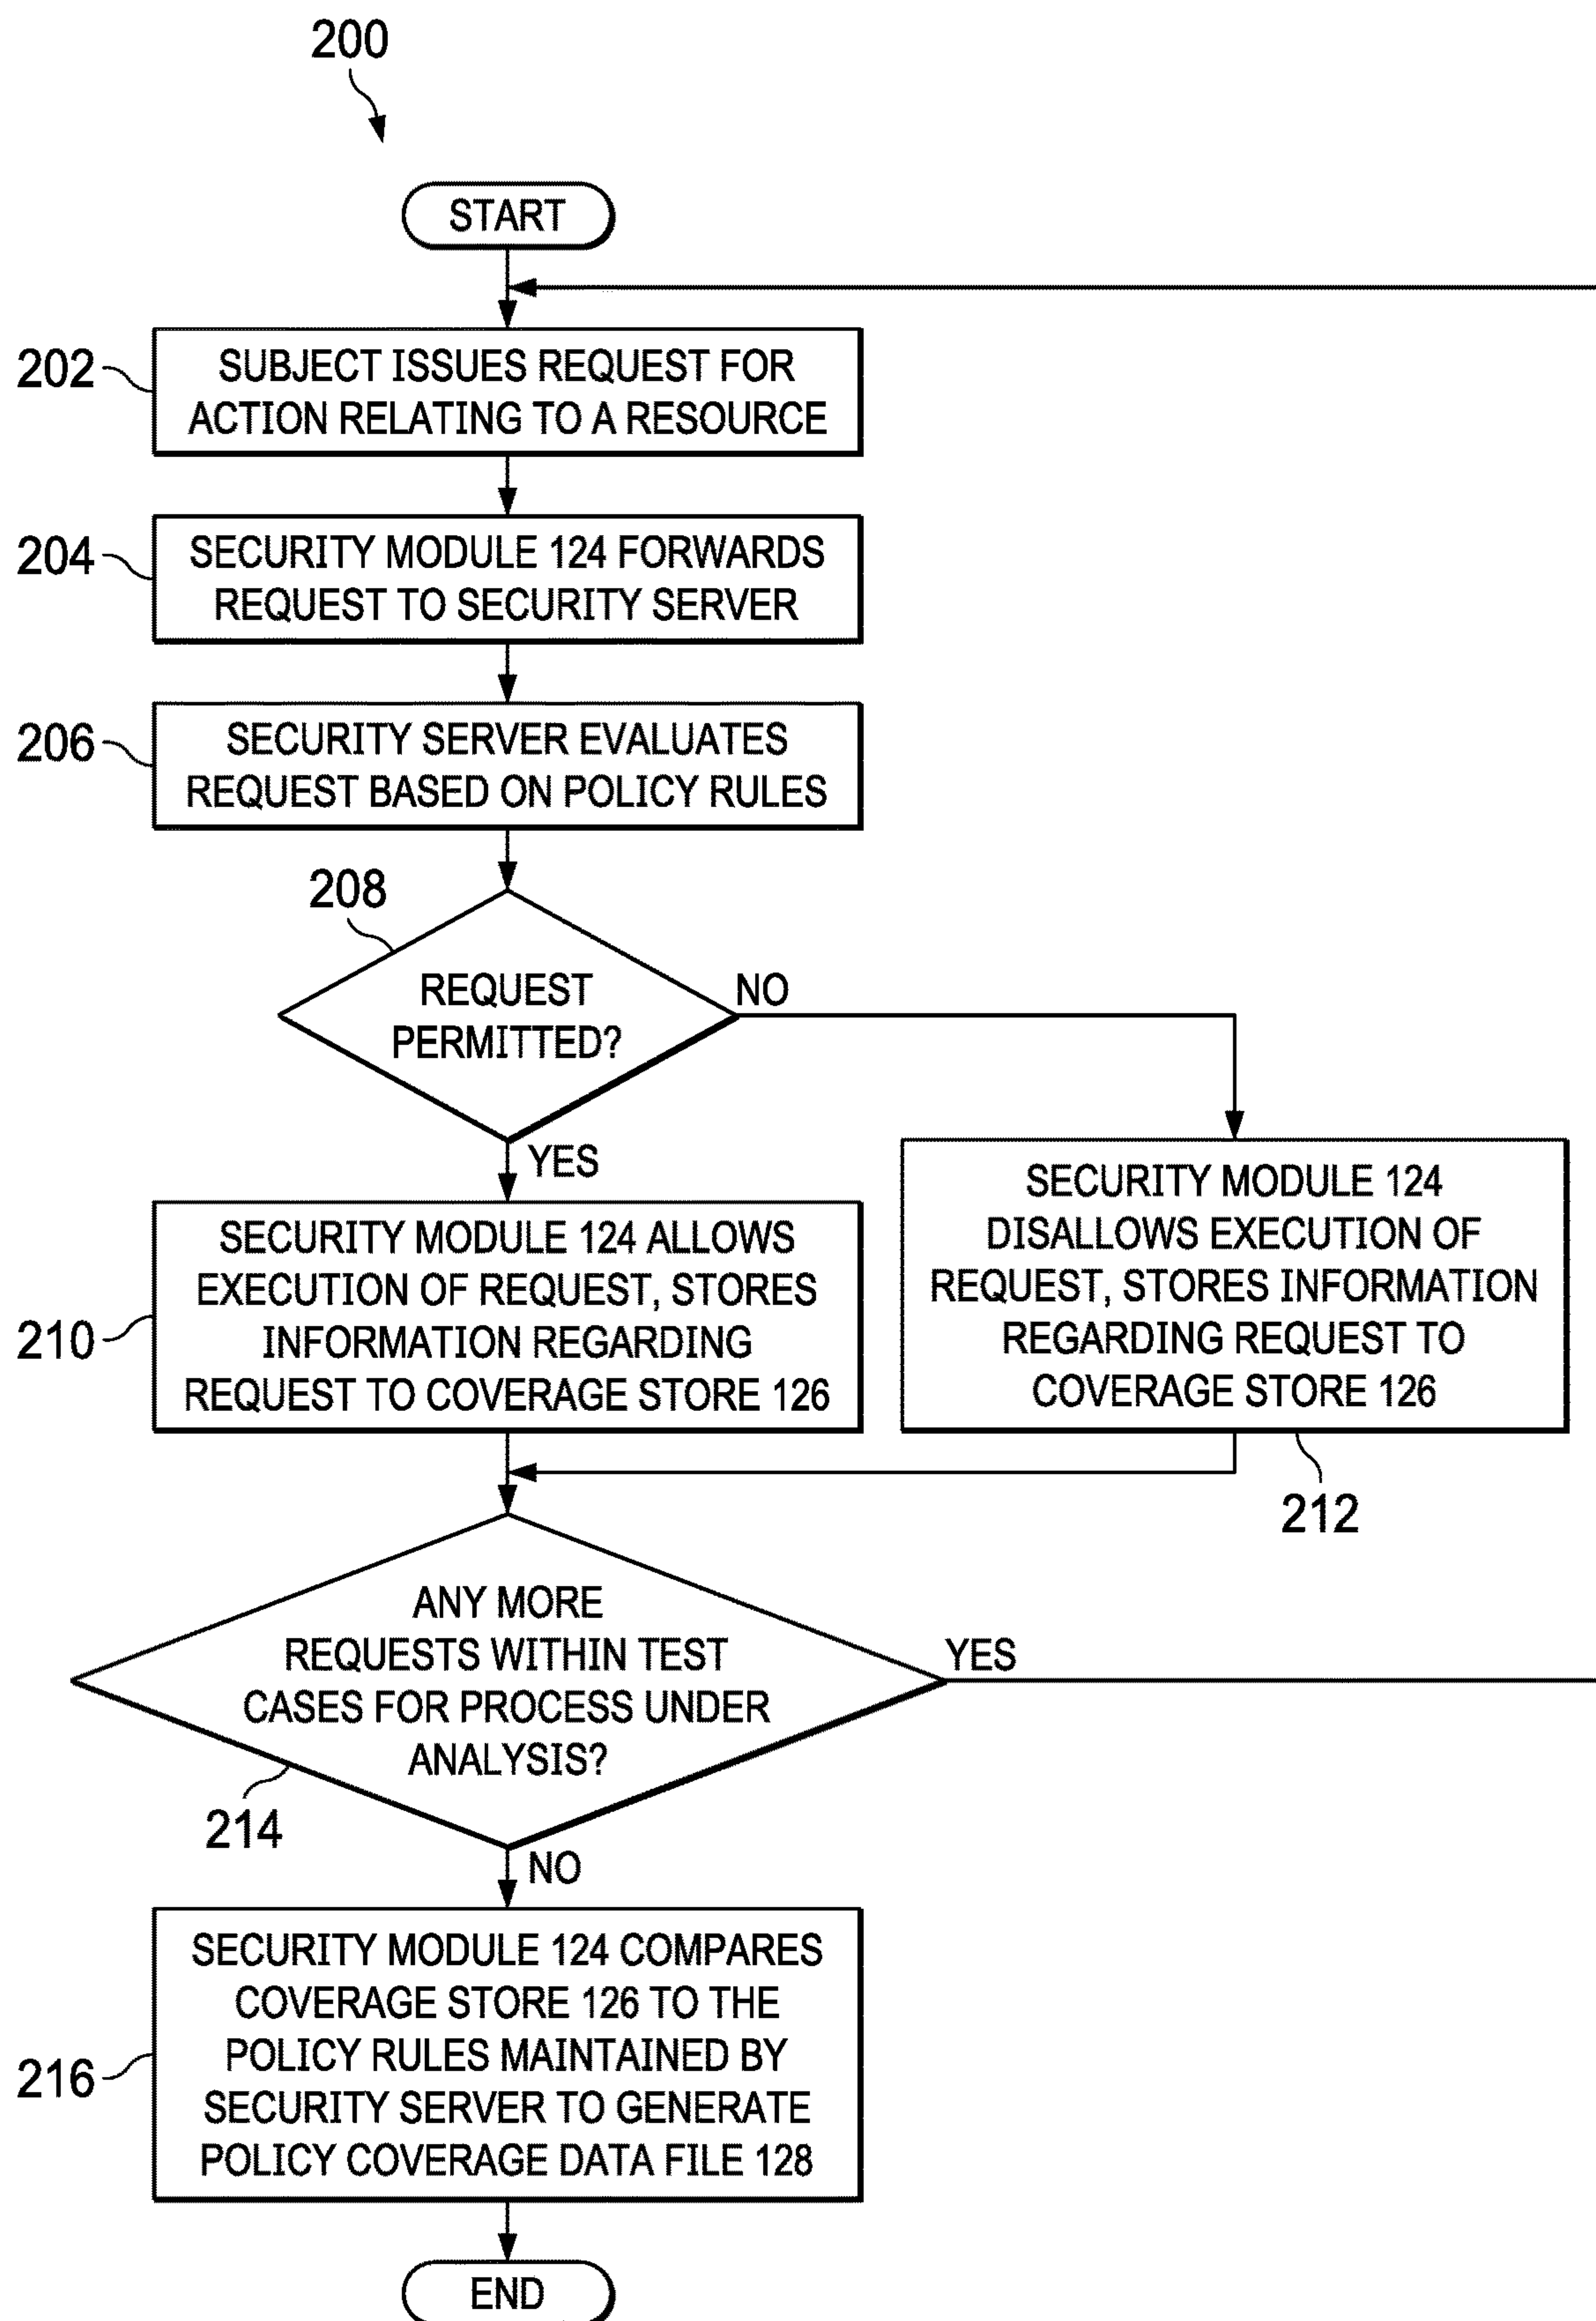 200
START
202
SUBJECT ISSUES REQUEST FOR
ACTION RELATING TO A RESOURCE
204
SECURITY MODULE 124 FORWARDS
REQUEST TO SECURITY SERVER
206
SECURITY SERVER EVALUATES
REQUEST BASED ON POLICY RULES
208
REQUEST
PERMITTED?
NO
YES
210
SECURITY MODULE 124 ALLOWS
EXECUTION OF REQUEST, STORES
INFORMATION REGARDING
REQUEST TO COVERAGE STORE 126
SECURITY MODULE 124
DISALLOWS EXECUTION OF
REQUEST, STORES INFORMATION
REGARDING REQUEST TO
COVERAGE STORE 126
212
ANY MORE
REQUESTS WITHIN TEST
CASES FOR PROCESS UNDER
ANALYSIS?
YES
214
NO
216
SECURITY MODULE 124 COMPARES
COVERAGE STORE 126 TO THE
POLICY RULES MAINTAINED BY
SECURITY SERVER TO GENERATE
POLICY COVERAGE DATA FILE 128
END